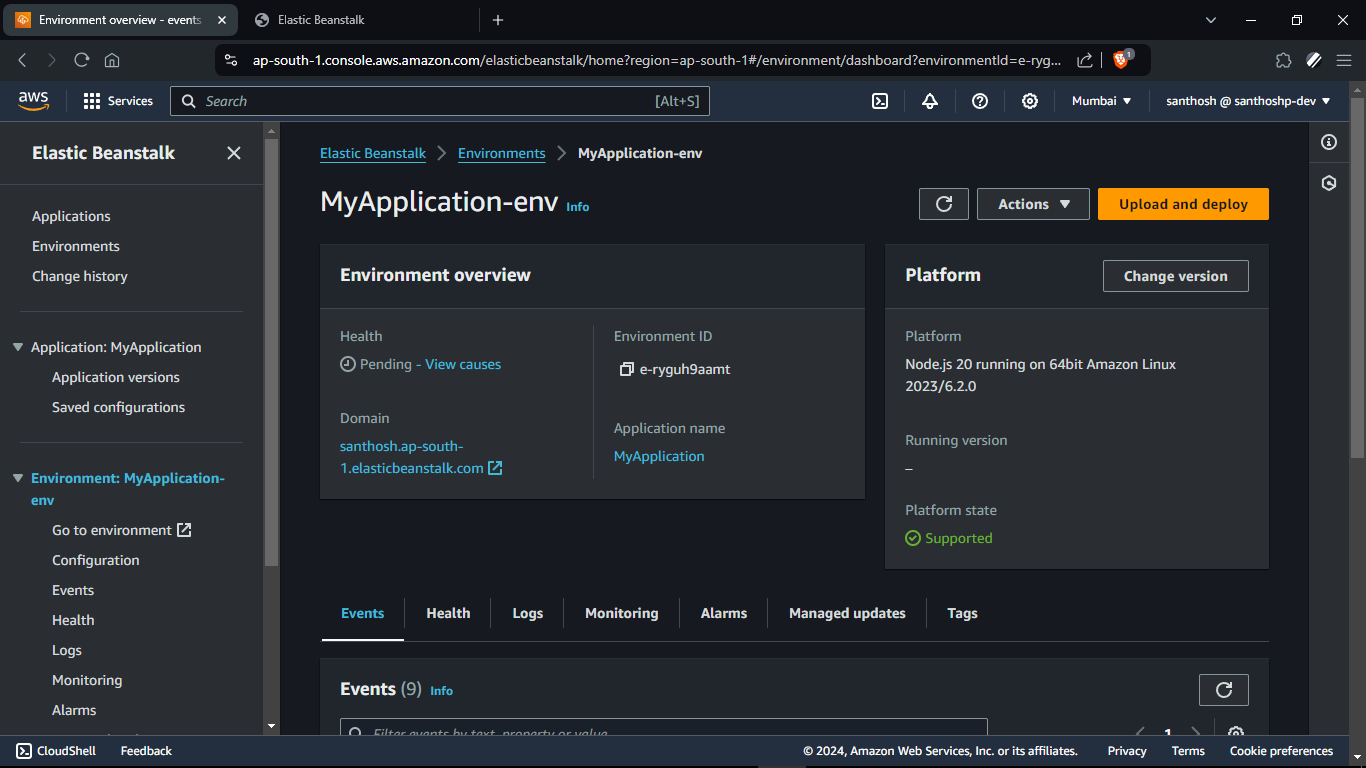 Environment overview - events
Elastic Beanstalk
ap-south-1.console.aws.amazon.com/elasticbeanstalk/home?region=ap-south-1#/environment/dashboard?environmentId=e-ryg...
1
aws
Services
Search
[Alt+S]
Mumbai
santhosh @ santhoshp-dev
Elastic Beanstalk
Applications
Environments
Change history
Application: MyApplication
Application versions
Saved configurations
Environment: MyApplication-
env
Go to environment
Configuration
Events
Health
Logs
Monitoring
Alarms
Elastic Beanstalk
Environments
MyApplication-env
MyApplication-env Info
Actions
Upload and deploy
Environment overview
Health
Pending - View causes
Domain
santhosh.ap-south-
1.elasticbeanstalk.com
Environment ID
e-ryguh9aamt
Application name
MyApplication
Platform
Change version
Platform
Node.js 20 running on 64bit Amazon Linux
2023/6.2.0
Running version
–
Platform state
Supported
Events
Health
Logs
Monitoring
Alarms
Managed updates
Tags
Events (9) Info
Filter events by text, property or value
1
CloudShell
Feedback
© 2024, Amazon Web Services, Inc. or its affiliates.
Privacy
Terms
Cookie preferences